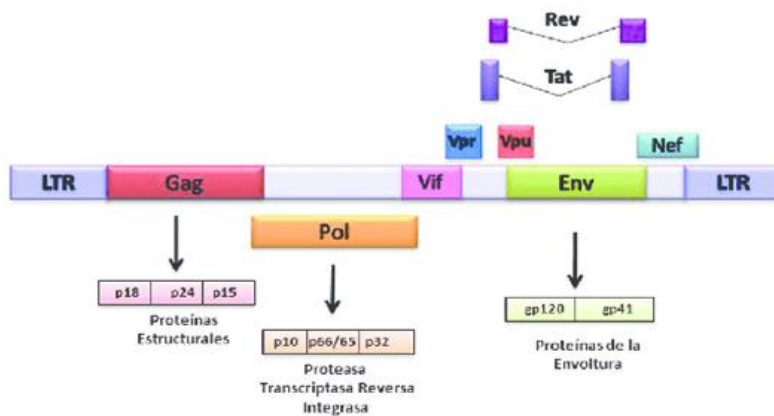 Rev
Tat
Vpr
Vpu
Nef
LTR
Gag
Vif
Env
LTR
Pol
p18 p24 p15
Proteínas
Estructurales
p10 p66/65 p32
Proteasa
Transcriptasa Reversa
Integrasa
gp120 gp41
Proteínas de la
Envoltura